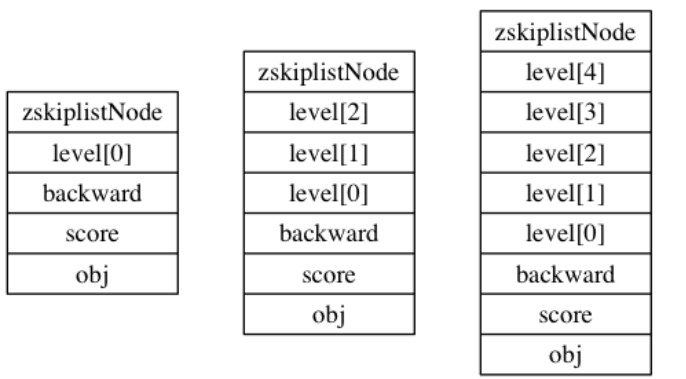 zskiplistNode
level[0]
backward
score
obj
zskiplistNode
level[2]
level[1]
level[0]
backward
score
obj
zskiplistNode
level[4]
level[3]
level[2]
level[1]
level[0]
backward
score
obj